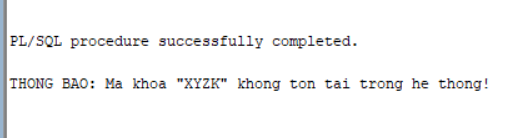 PL/SQL procedure successfully completed.
THONG BAO: Ma khoa "XYZK" khong ton tai trong he thong!